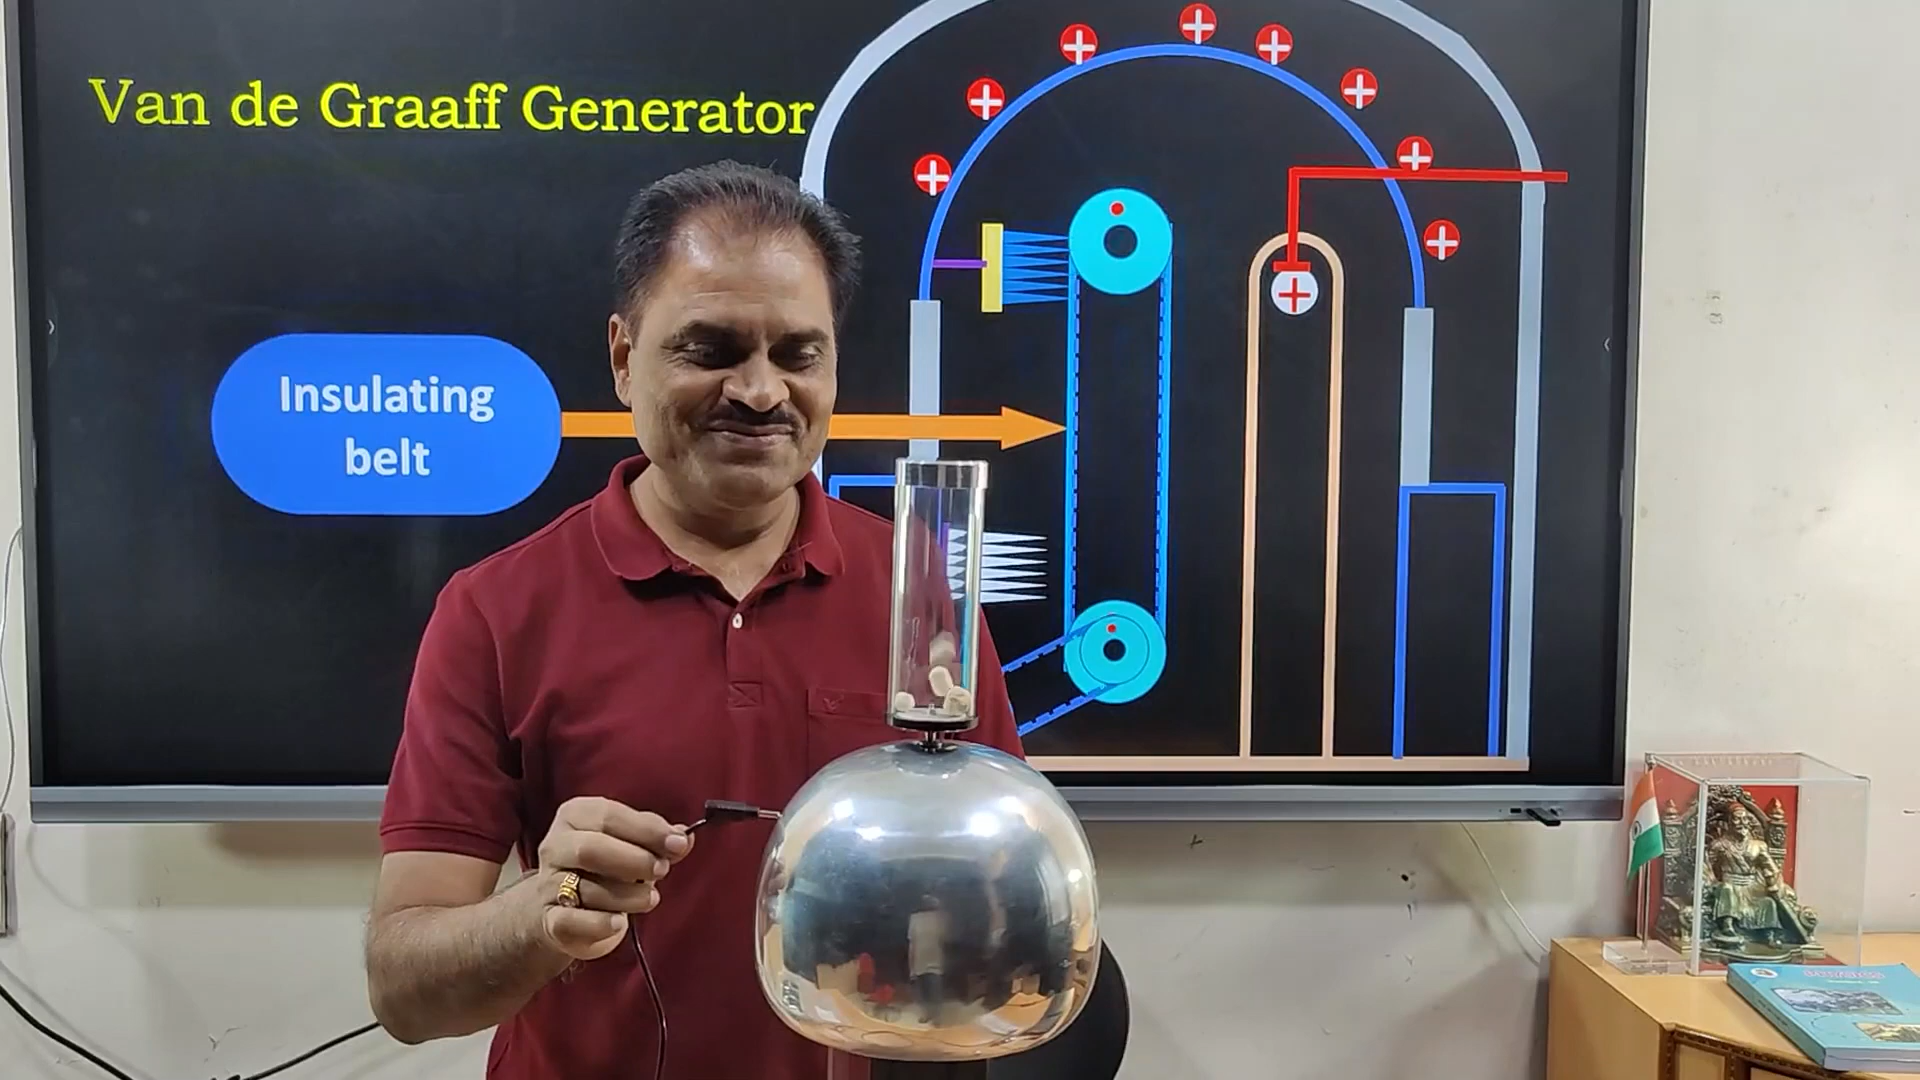 Van de Graaff Generator
Insulating
belt